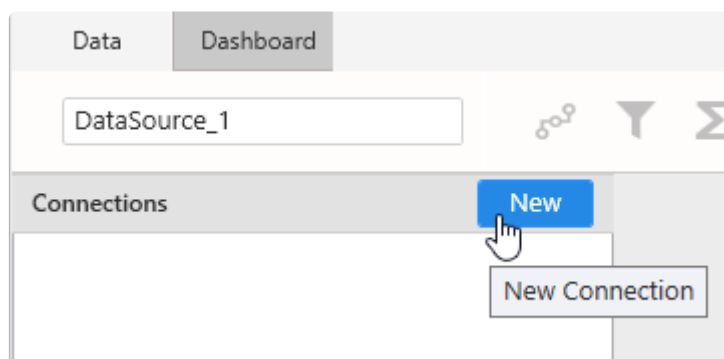 Data Dashboard
DataSource_1
Connections New
New Connection